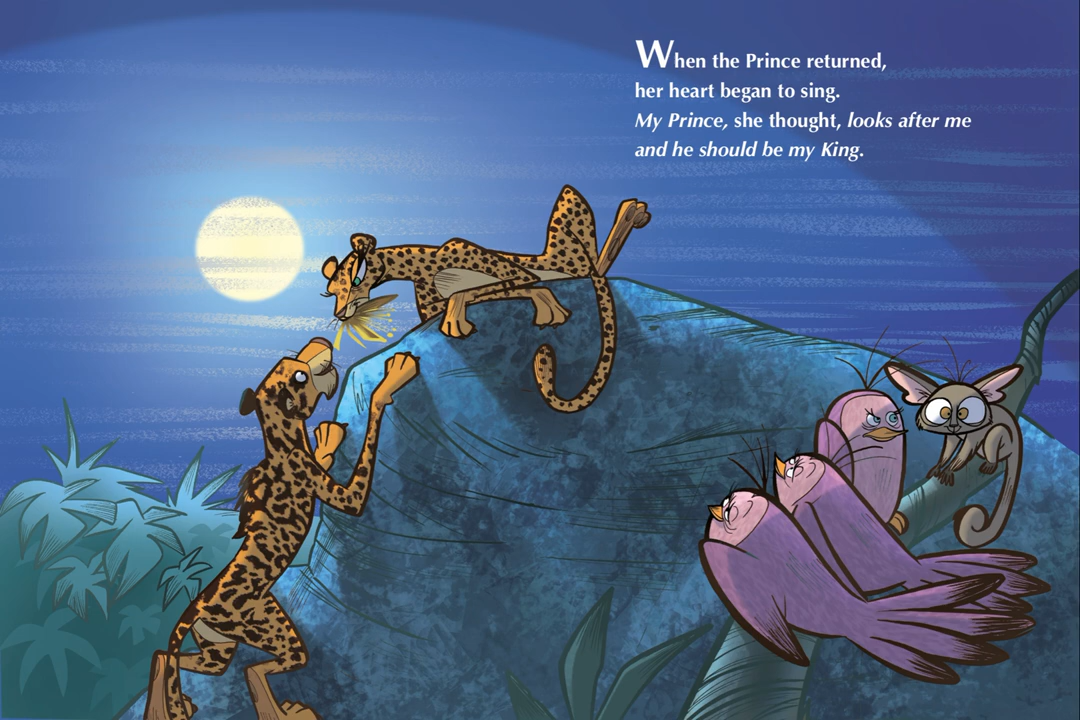 When the Prince returned,
her heart began to sing.
My Prince, she thought, looks after me
and he should be my King.